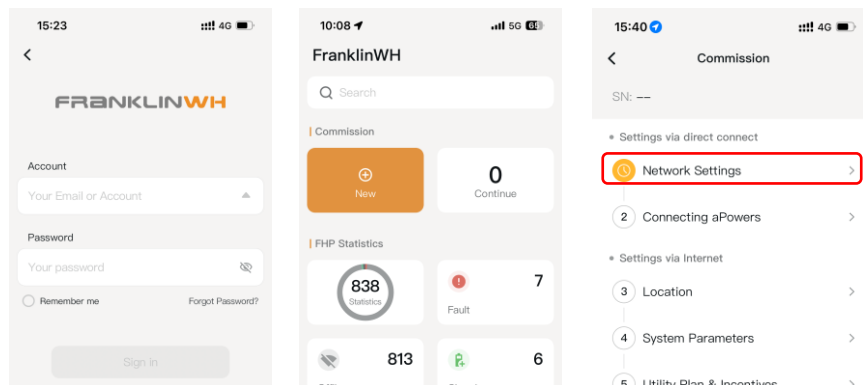 15:23
4G
FRANKLINWH
Account
Your Email or Account
Password
Your password
Remember me
Forgot Password?
Sign in
10:08
5G
FranklinWH
Search
Commission
New
0
Continue
FHP Statistics
838
Statistics
7
Fault
813
6
15:40
4G
Commission
SN: --
Settings via direct connect
Network Settings
2 Connecting aPowers
Settings via Internet
3 Location
4 System Parameters
5 Utility Plan & Incentives